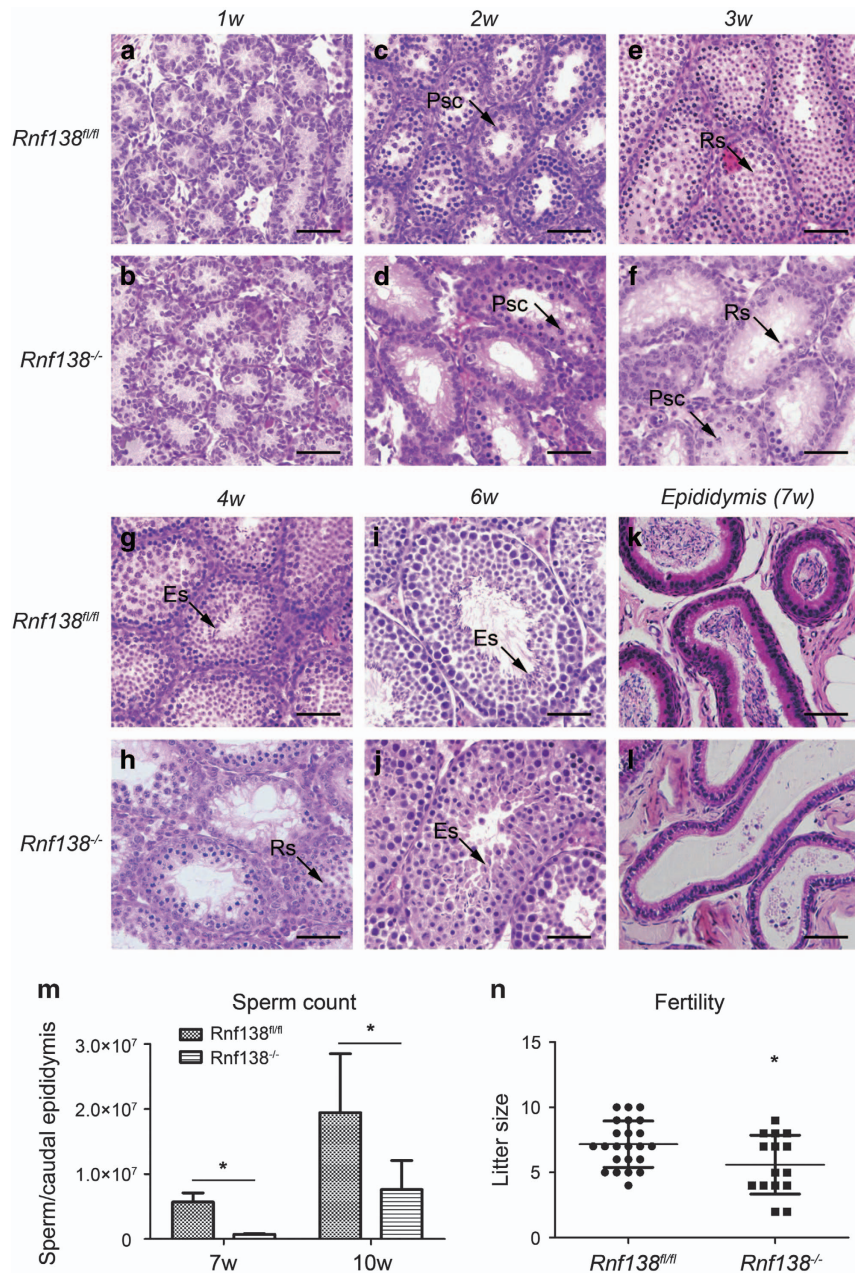 1w 2w 3w
a c e
Psc
Rs
Rnf138fl/fl
b d f
Psc
Rs
Psc
Rnf138-/-
4w 6w Epididymis (7w)
g i k
Es
Es
Rnf138fl/fl
h j l
Rs
Es
Rnf138-/-
m
Sperm count
Rnf138fl/fl
Rnf138-/-
*
*
Sperm/caudal epididymis
3.0×10⁷
2.0×10⁷
1.0×10⁷
0
7w 10w
n
Fertility
*
Litter size
15
10
5
0
Rnf138fl/fl Rnf138-/-